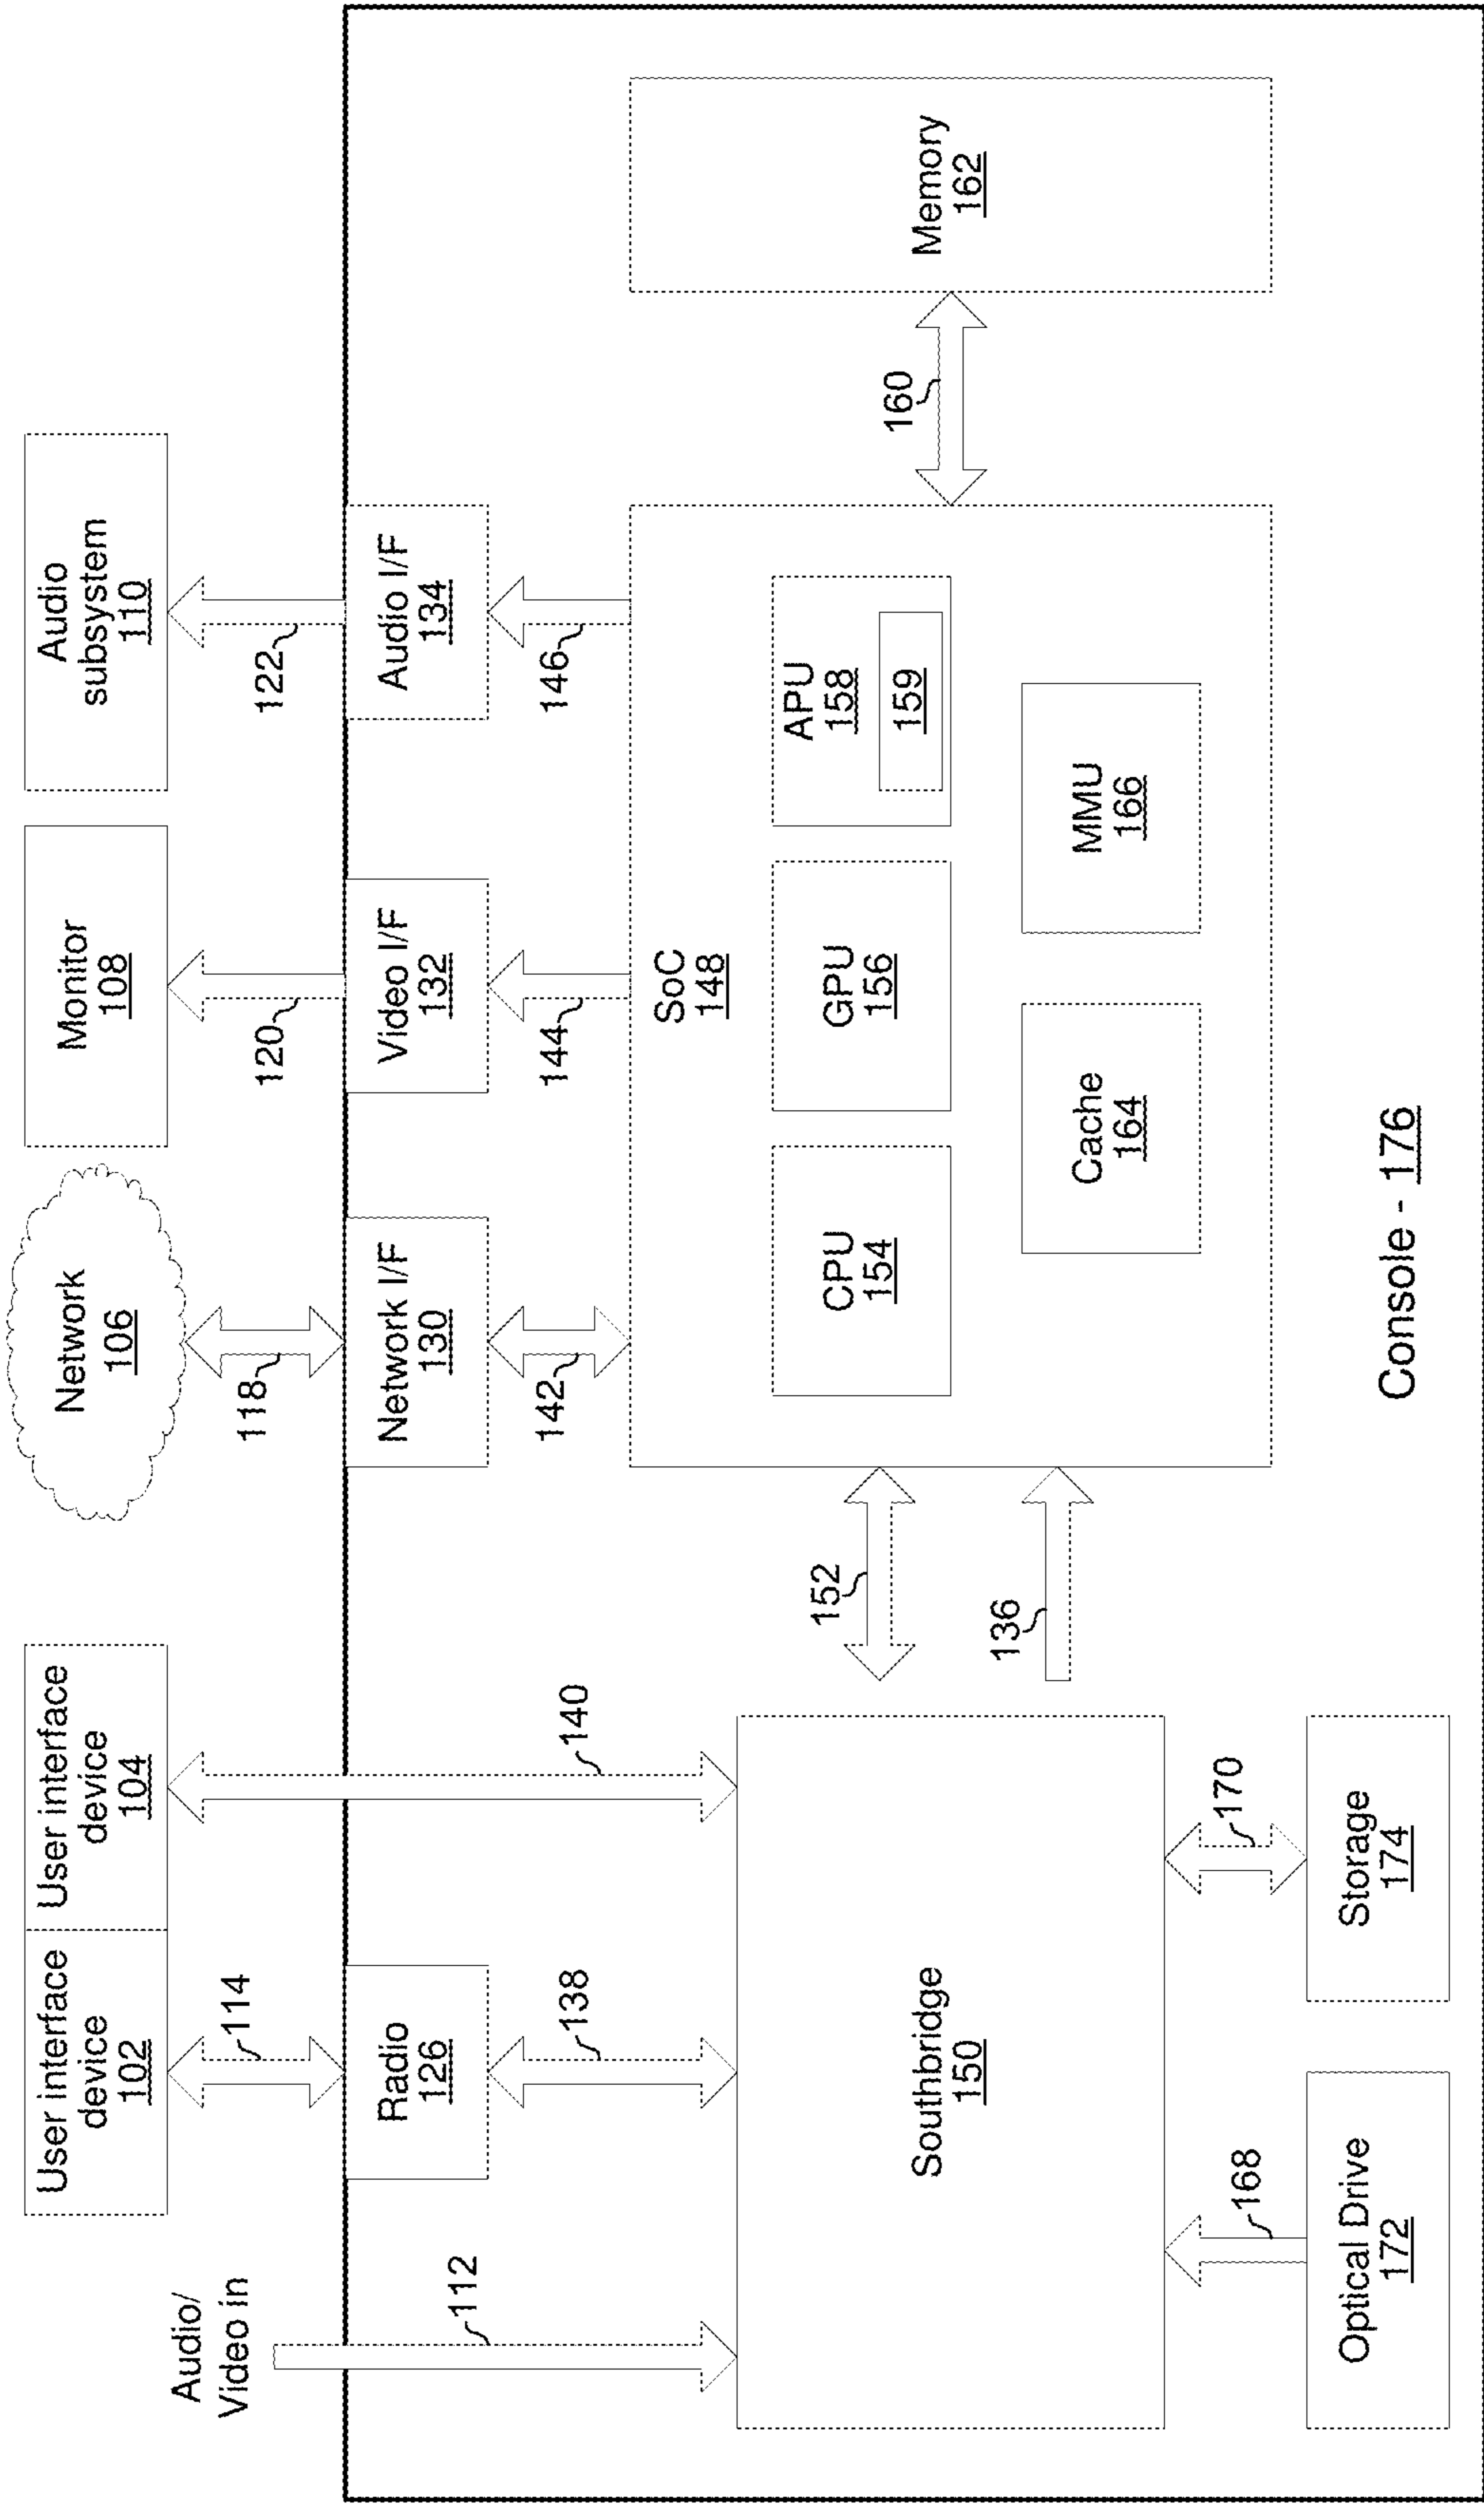 Audio/
Video in
112
User interface
device
102
114
User interface
device
104
Network
106
118
Monitor
108
120
Audio
subsystem
110
122
Radio
126
138
140
Network I/F
130
142
Video I/F
132
144
Audio I/F
134
146
Southbridge
150
152
136
SoC
148
CPU
154
GPU
156
APU
158
159
Cache
164
MMU
166
160
Memory
162
168
170
Optical Drive
172
Storage
174
Console - 176